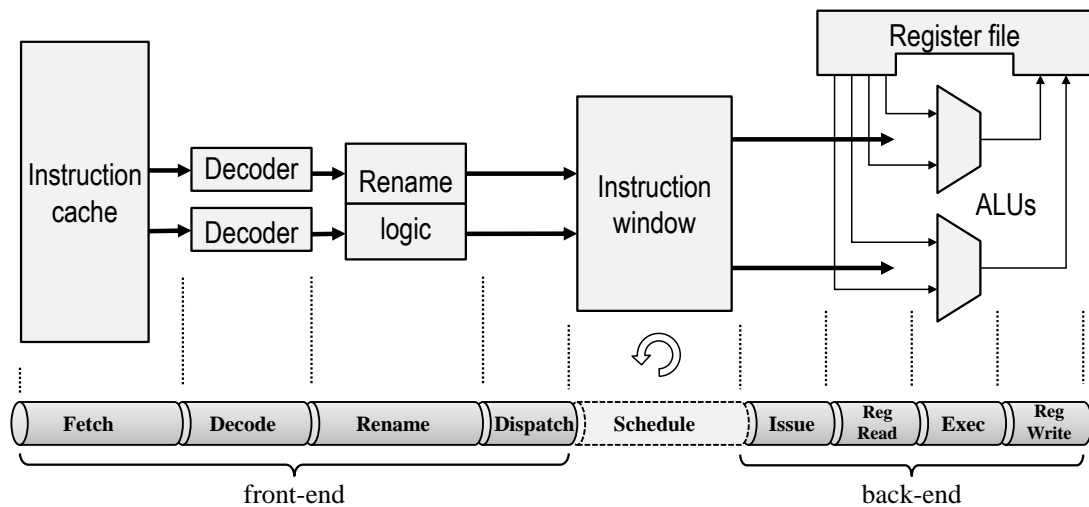 Register file
Instruction
cache
Decoder
Decoder
Rename
logic
Instruction
window
ALUs
Fetch
Decode
Rename
Dispatch
Schedule
Issue
Reg
Read
Exec
Reg
Write
front-end
back-end